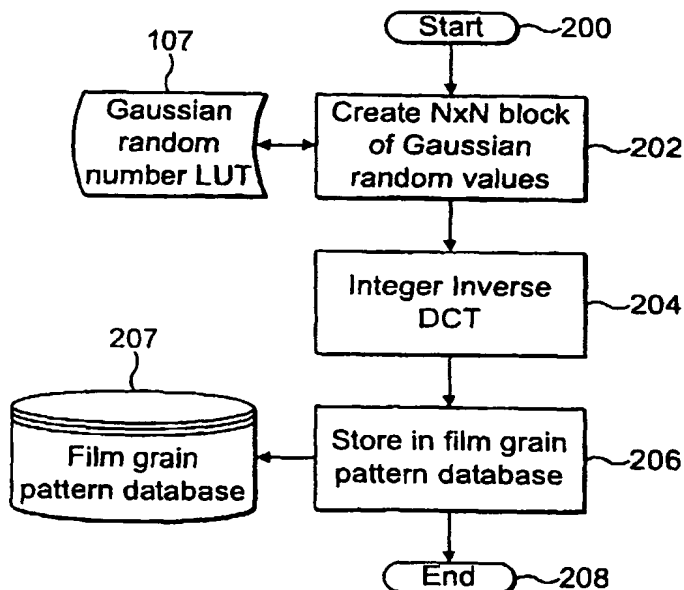 Start
200
107
Gaussian
random
number LUT
Create NxN block
of Gaussian
random values
202
Integer Inverse
DCT
204
207
Film grain
pattern database
Store in film grain
pattern database
206
End
208